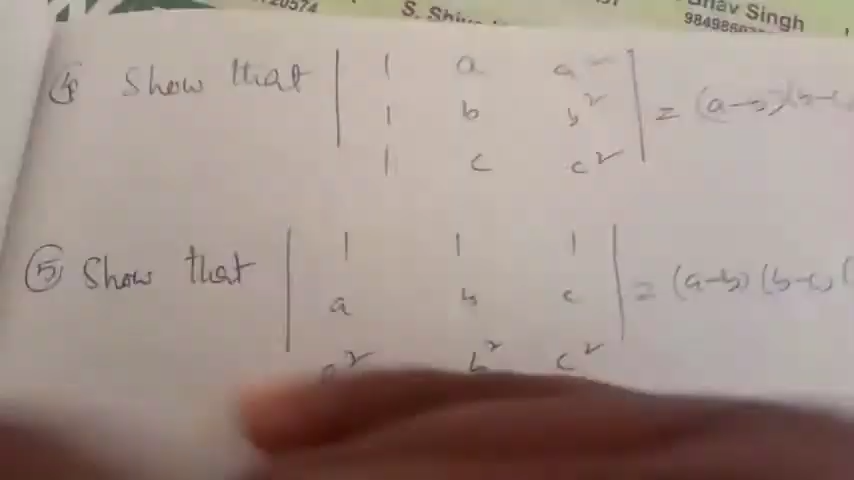 S.
hav Singh
④ Show that | 1 a a² |
| 1 b b² | = (a-b)(b-c
1 c c²
⑤ Show that | 1 1 1 |
| a b c | = (a-b) (b-c) (
a² b² c²